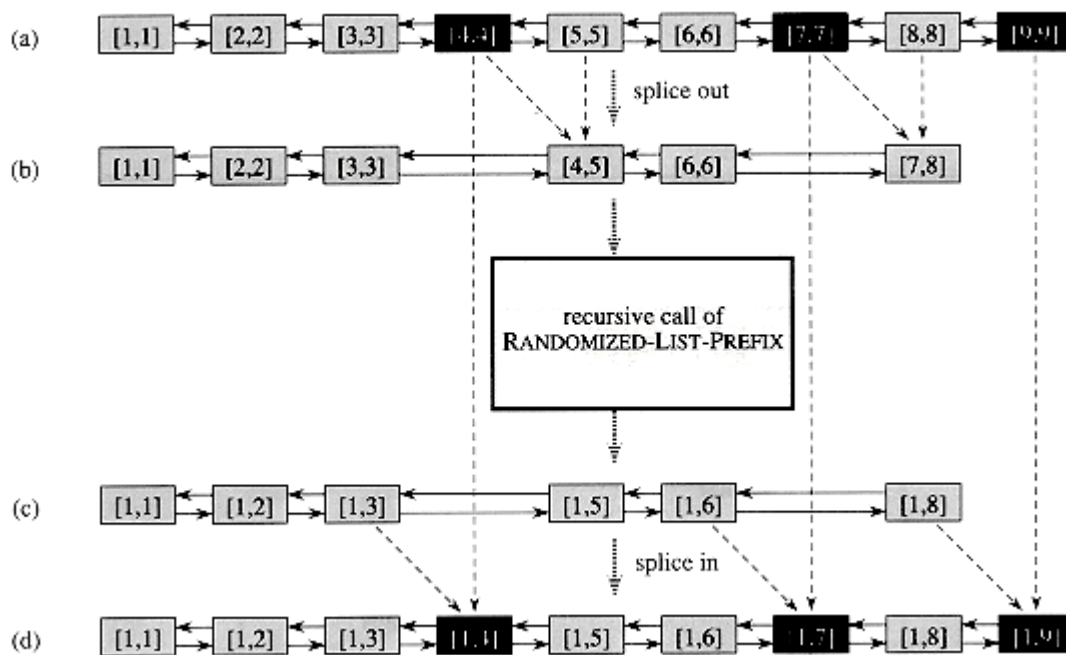 (a) [1,1] [2,2] [3,3] [4,4] [5,5] [6,6] [7,7] [8,8] [9,9]
splice out
(b) [1,1] [2,2] [3,3] [4,5] [6,6] [7,8]
recursive call of
RANDOMIZED-LIST-PREFIX
(c) [1,1] [1,2] [1,3] [1,5] [1,6] [1,8]
splice in
(d) [1,1] [1,2] [1,3] [1,4] [1,5] [1,6] [1,7] [1,8] [1,9]